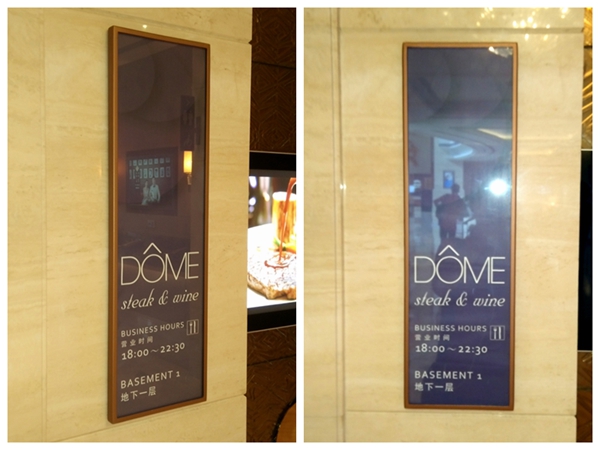 DÔME
steak & wine
BUSINESS HOURS
营业时间
18:00～22:30
BASEMENT 1
地下一层
DÔME
steak & wine
BUSINESS HOURS
营业时间
18:00～22:30
BASEMENT 1
地下一层